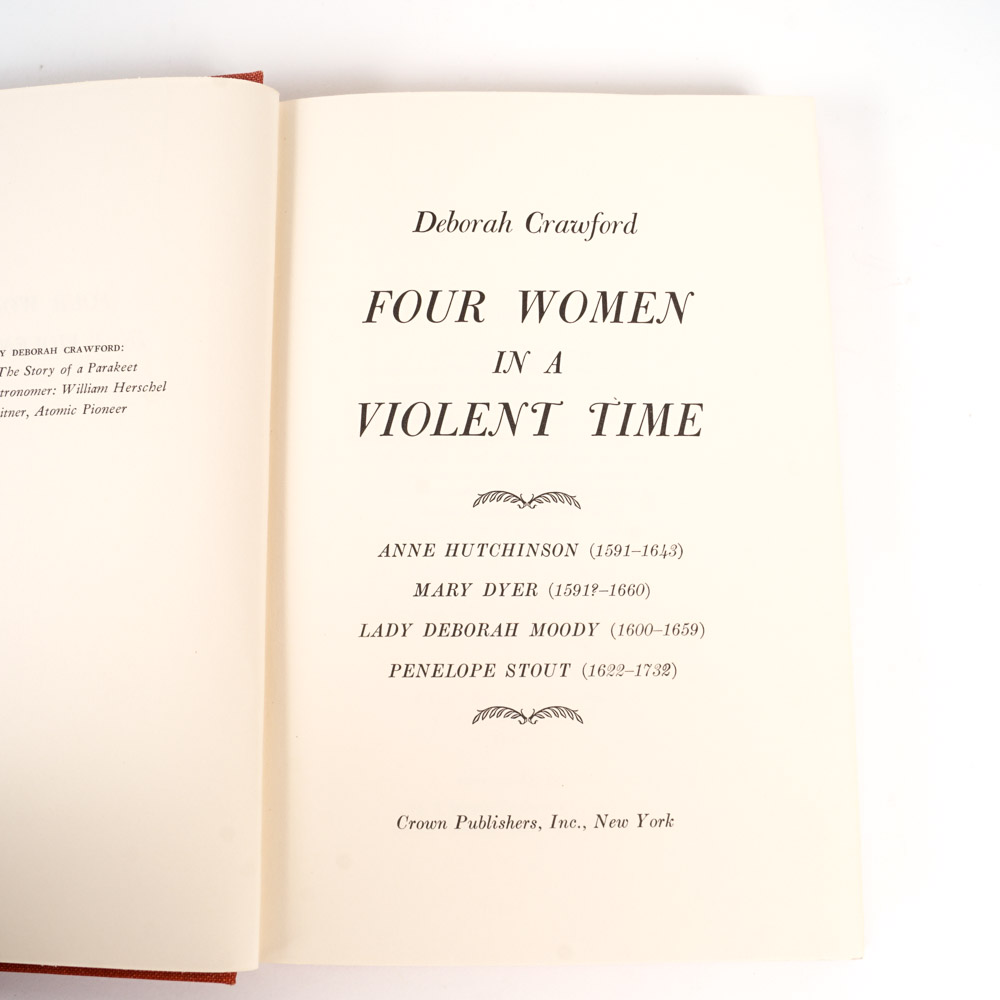 Y DEBORAH CRAWFORD:
The Story of a Parakeet
tronomer: William Herschel
itner, Atomic Pioneer
Deborah Crawford
FOUR WOMEN
IN A
VIOLENT TIME
ANNE HUTCHINSON (1591–1643)
MARY DYER (1591?–1660)
LADY DEBORAH MOODY (1600–1659)
PENELOPE STOUT (1622–1732)
Crown Publishers, Inc., New York